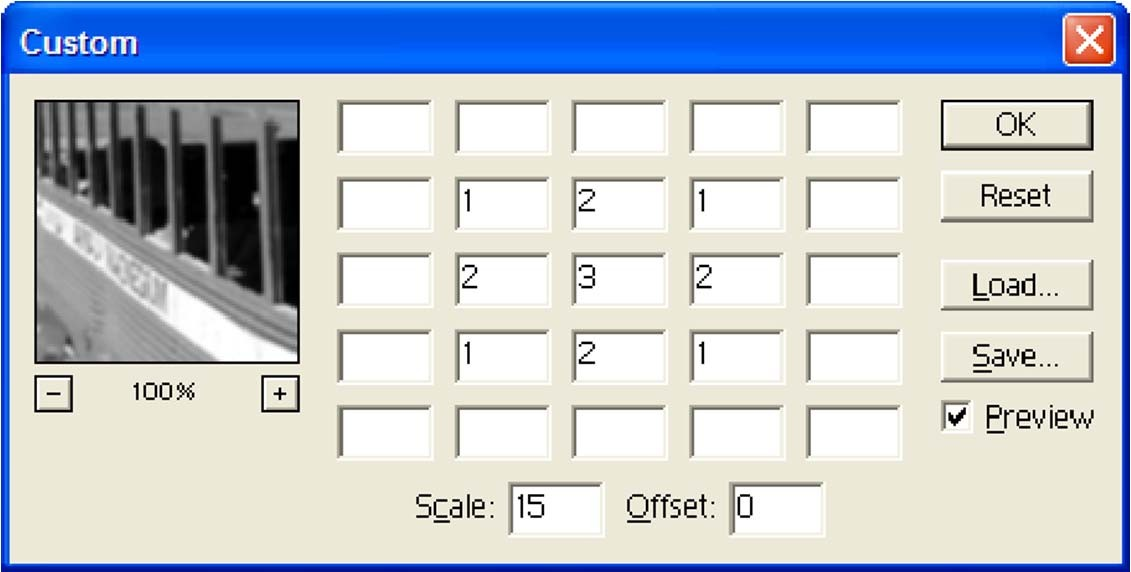 Custom
OK
1 2 1
Reset
2 3 2
Load...
1 2 1
Save...
100%
Preview
Scale: 15 Offset: 0